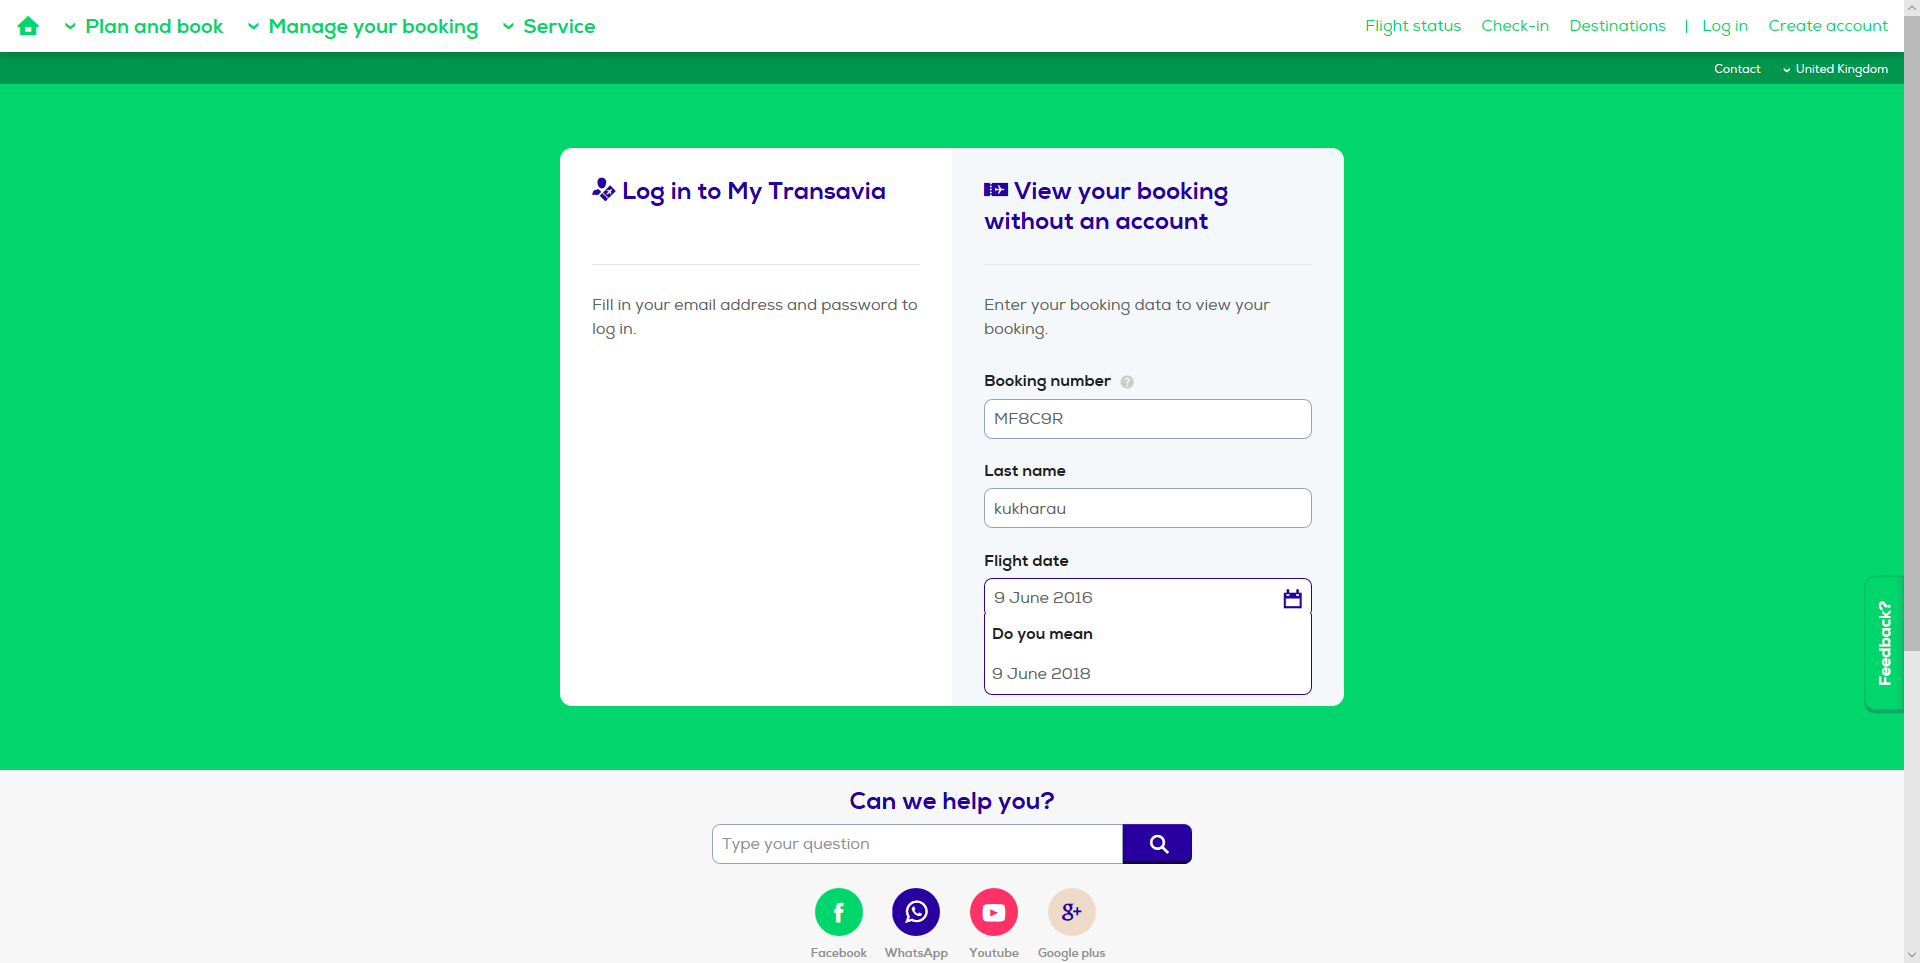 Plan and book Manage your booking Service Flight status Check-in Destinations | Log in Create account
Contact United Kingdom
Log in to My Transavia
Fill in your email address and password to
log in.
View your booking
without an account
Enter your booking data to view your
booking.
Booking number ?
MF8C9R
Last name
kukharau
Flight date
9 June 2016
Do you mean
9 June 2018
Feedback?
Can we help you?
Type your question
Facebook WhatsApp Youtube Google plus